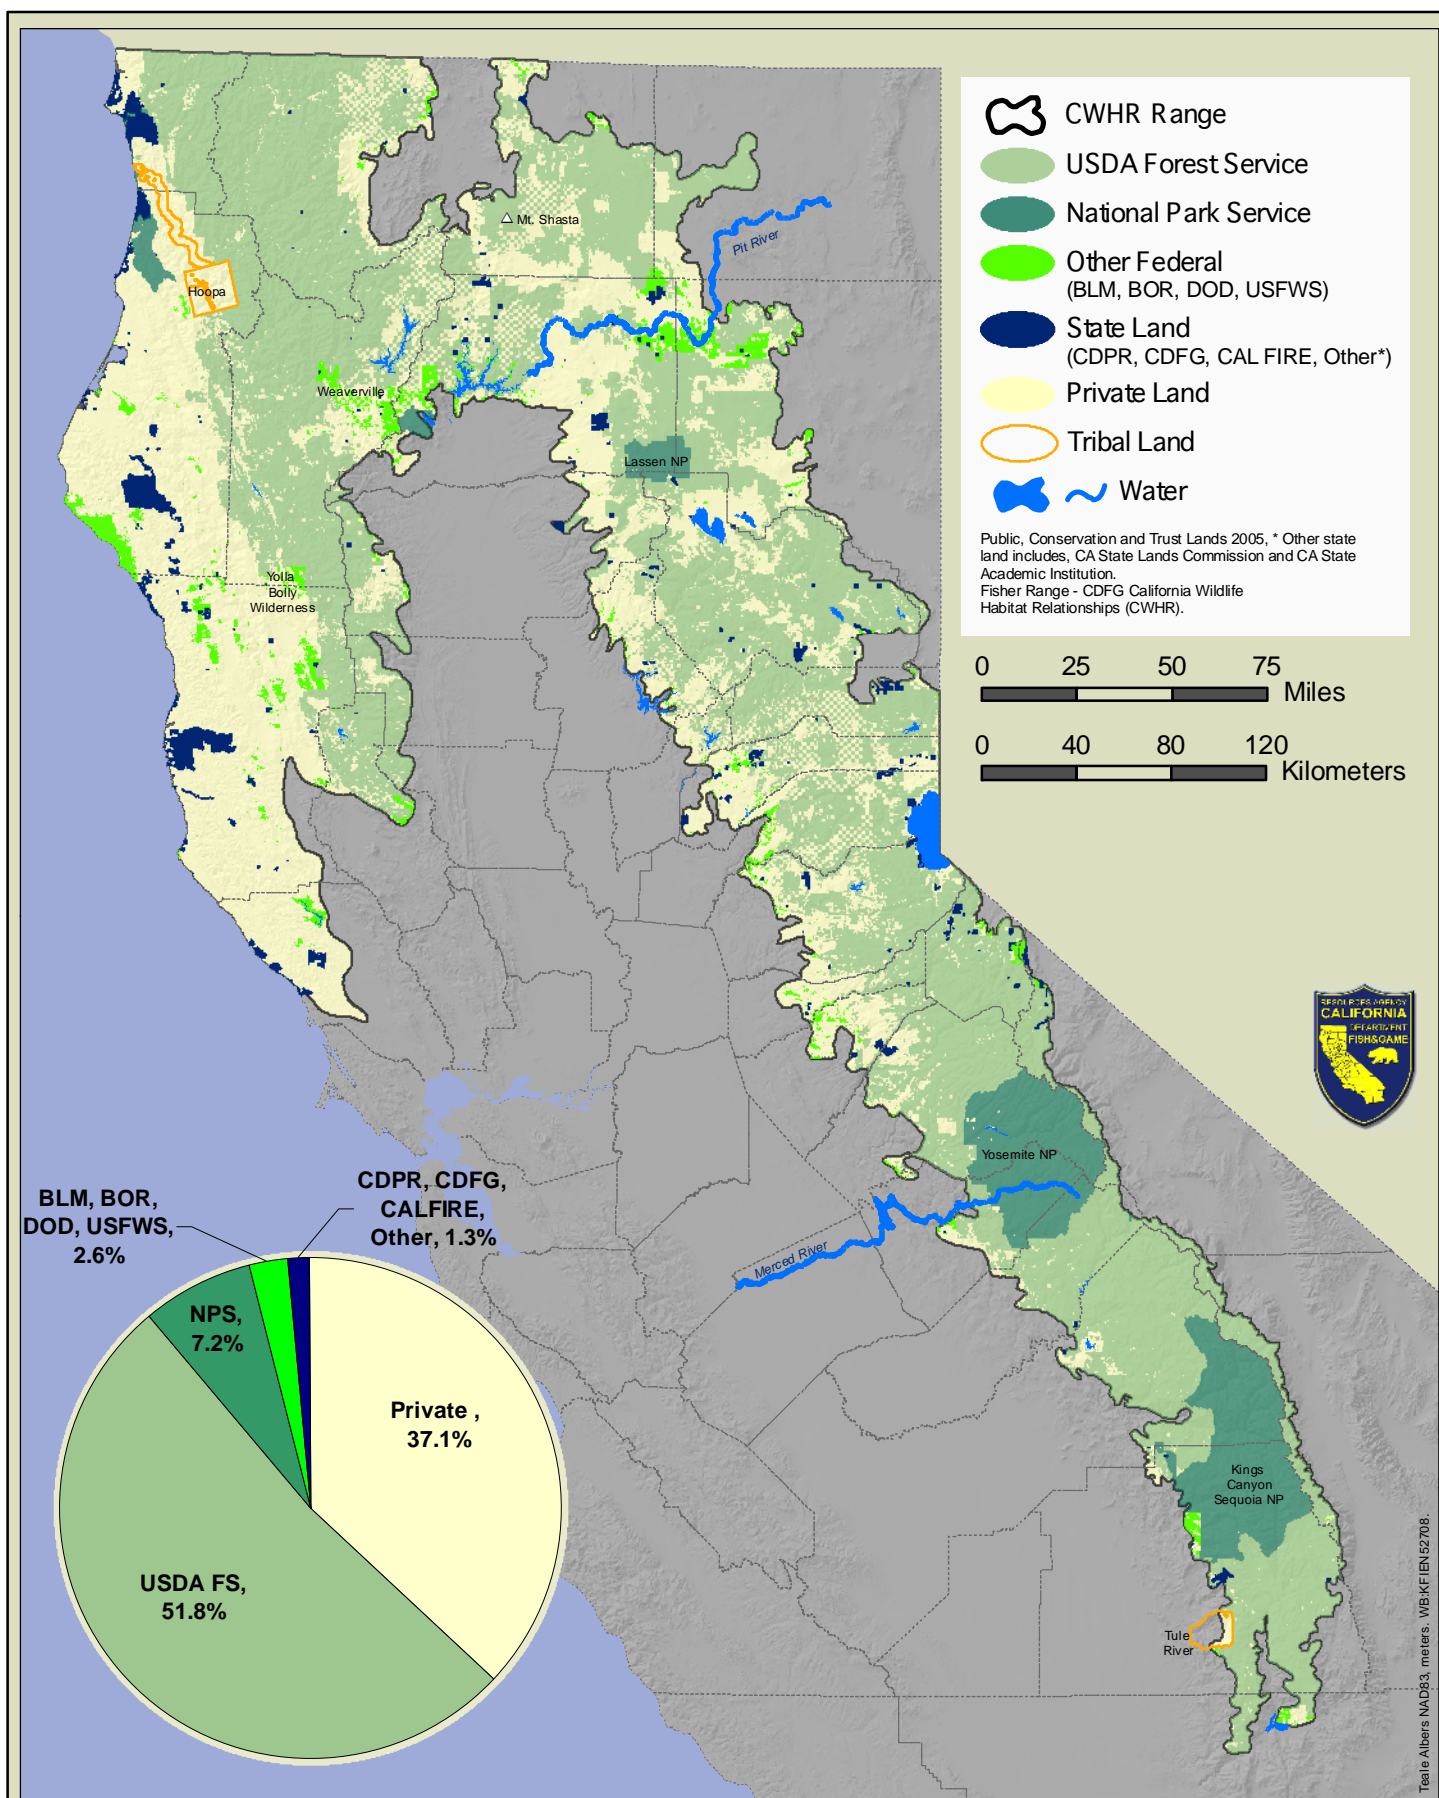 CWHR Range
USDA Forest Service
National Park Service
Other Federal
(BLM, BOR, DOD, USFWS)
State Land
(CDPR, CDFG, CAL FIRE, Other*)
Private Land
Tribal Land
Water
Public, Conservation and Trust Lands 2005, * Other state
land includes, CA State Lands Commission and CA State
Academic Institution.
Fisher Range - CDFG California Wildlife
Habitat Relationships (CWHR).
0 25 50 75
Miles
0 40 80 120
Kilometers
Mt. Shasta
Pit River
Hoopa
Weaverville
Lassen NP
Yolla
Bolly
Wilderness
RESOURCES AGENCY
CALIFORNIA
DEPARTMENT
FISH&GAME
Yosemite NP
Merced River
Kings
Canyon
Sequoia NP
Tule
River
BLM, BOR,
DOD, USFWS,
2.6%
CDPR, CDFG,
CALFIRE,
Other, 1.3%
NPS,
7.2%
Private ,
37.1%
USDA FS,
51.8%
Teale Albers NAD83, meters. WB:KFIEN52708.